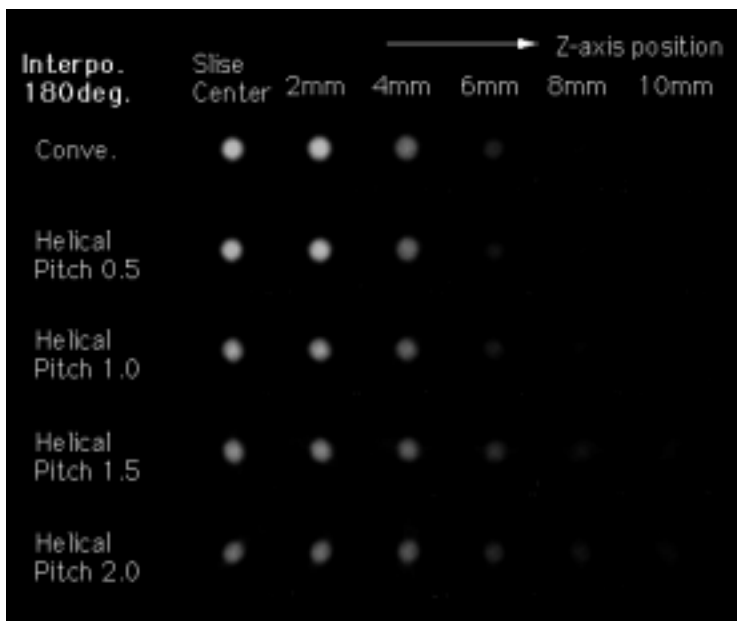 Z-axis position
Interpo. Slise
180deg. Center 2mm 4mm 6mm 8mm 10mm
Conve.
Helical
Pitch 0.5
Helical
Pitch 1.0
Helical
Pitch 1.5
Helical
Pitch 2.0